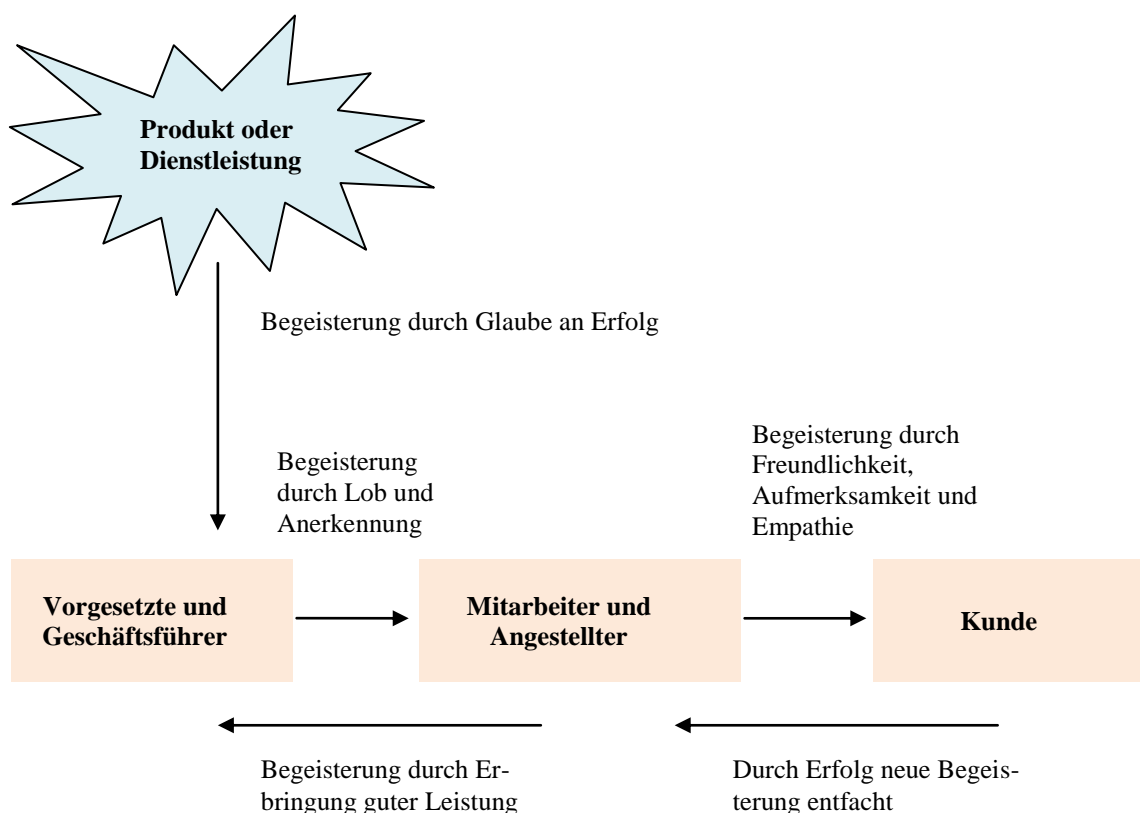 Produkt oder
Dienstleistung
Begeisterung durch Glaube an Erfolg
Begeisterung
durch Lob und
Anerkennung
Begeisterung durch
Freundlichkeit,
Aufmerksamkeit und
Empathie
Vorgesetzte und
Geschäftsführer
Mitarbeiter und
Angestellter
Kunde
Begeisterung durch Er-
bringung guter Leistung
Durch Erfolg neue Begeis-
terung entfacht